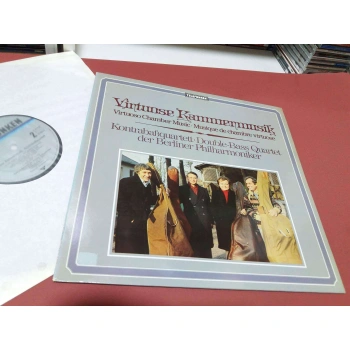 Virtuose Kammermusik
Virtuoso Chamber Music · Musique de chambre virtuose
Kontrabaßquartett · Double-Bass Quartet
der Berliner Philharmoniker